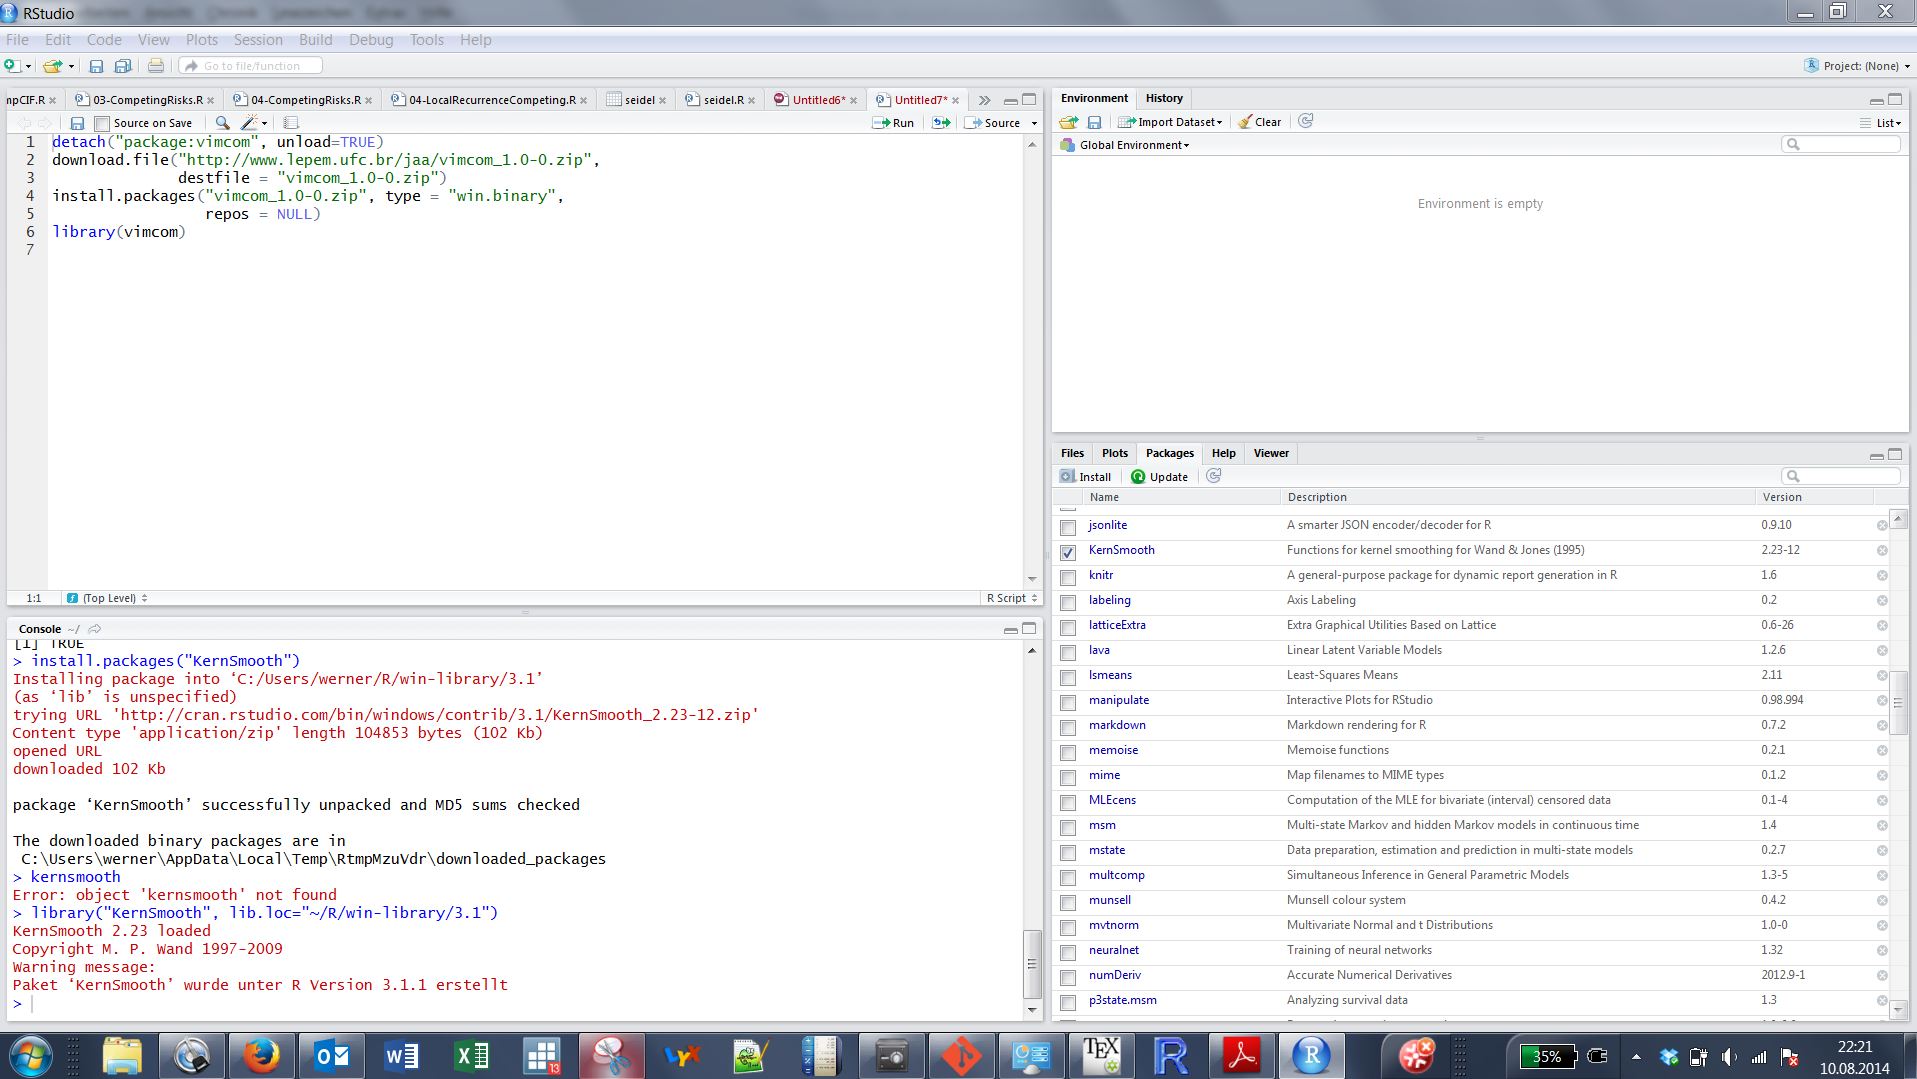 RStudio
File Edit Code View Plots Session Build Debug Tools Help
Go to file/function
Project: (None)
mpCIF.R 03-CompetingRisks.R 04-CompetingRisks.R 04-LocalRecurrenceCompeting.R seidel seidel.R Untitled6* Untitled7*
Source on Save Run Source
1 detach("package:vimcom", unload=TRUE)
2 download.file("http://www.lepem.ufc.br/jaa/vimcom_1.0-0.zip",
3 destfile = "vimcom_1.0-0.zip")
4 install.packages("vimcom_1.0-0.zip", type = "win.binary",
5 repos = NULL)
6 library(vimcom)
7
1:1 (Top Level) R Script
Console ~/
[1] TRUE
> install.packages("KernSmooth")
Installing package into ‘C:/Users/werner/R/win-library/3.1’
(as ‘lib’ is unspecified)
trying URL 'http://cran.rstudio.com/bin/windows/contrib/3.1/KernSmooth_2.23-12.zip'
Content type 'application/zip' length 104853 bytes (102 Kb)
opened URL
downloaded 102 Kb
package ‘KernSmooth’ successfully unpacked and MD5 sums checked
The downloaded binary packages are in
C:\Users\werner\AppData\Local\Temp\RtmpMzuVdr\downloaded_packages
> kernsmooth
Error: object 'kernsmooth' not found
> library("KernSmooth", lib.loc="~/R/win-library/3.1")
KernSmooth 2.23 loaded
Copyright M. P. Wand 1997-2009
Warning message:
Paket ‘KernSmooth’ wurde unter R Version 3.1.1 erstellt
>
Environment History
Import Dataset Clear List
Global Environment
Environment is empty
Files Plots Packages Help Viewer
Install Update
Name Description Version
jsonlite A smarter JSON encoder/decoder for R 0.9.10
KernSmooth Functions for kernel smoothing for Wand & Jones (1995) 2.23-12
knitr A general-purpose package for dynamic report generation in R 1.6
labeling Axis Labeling 0.2
latticeExtra Extra Graphical Utilities Based on Lattice 0.6-26
lava Linear Latent Variable Models 1.2.6
lsmeans Least-Squares Means 2.11
manipulate Interactive Plots for RStudio 0.98.994
markdown Markdown rendering for R 0.7.2
memoise Memoise functions 0.2.1
mime Map filenames to MIME types 0.1.2
MLEcens Computation of the MLE for bivariate (interval) censored data 0.1-4
msm Multi-state Markov and hidden Markov models in continuous time 1.4
mstate Data preparation, estimation and prediction in multi-state models 0.2.7
multcomp Simultaneous Inference in General Parametric Models 1.3-5
munsell Munsell colour system 0.4.2
mvtnorm Multivariate Normal and t Distributions 1.0-0
neuralnet Training of neural networks 1.32
numDeriv Accurate Numerical Derivatives 2012.9-1
p3state.msm Analyzing survival data 1.3
13
TEX
35%
22:21
10.08.2014